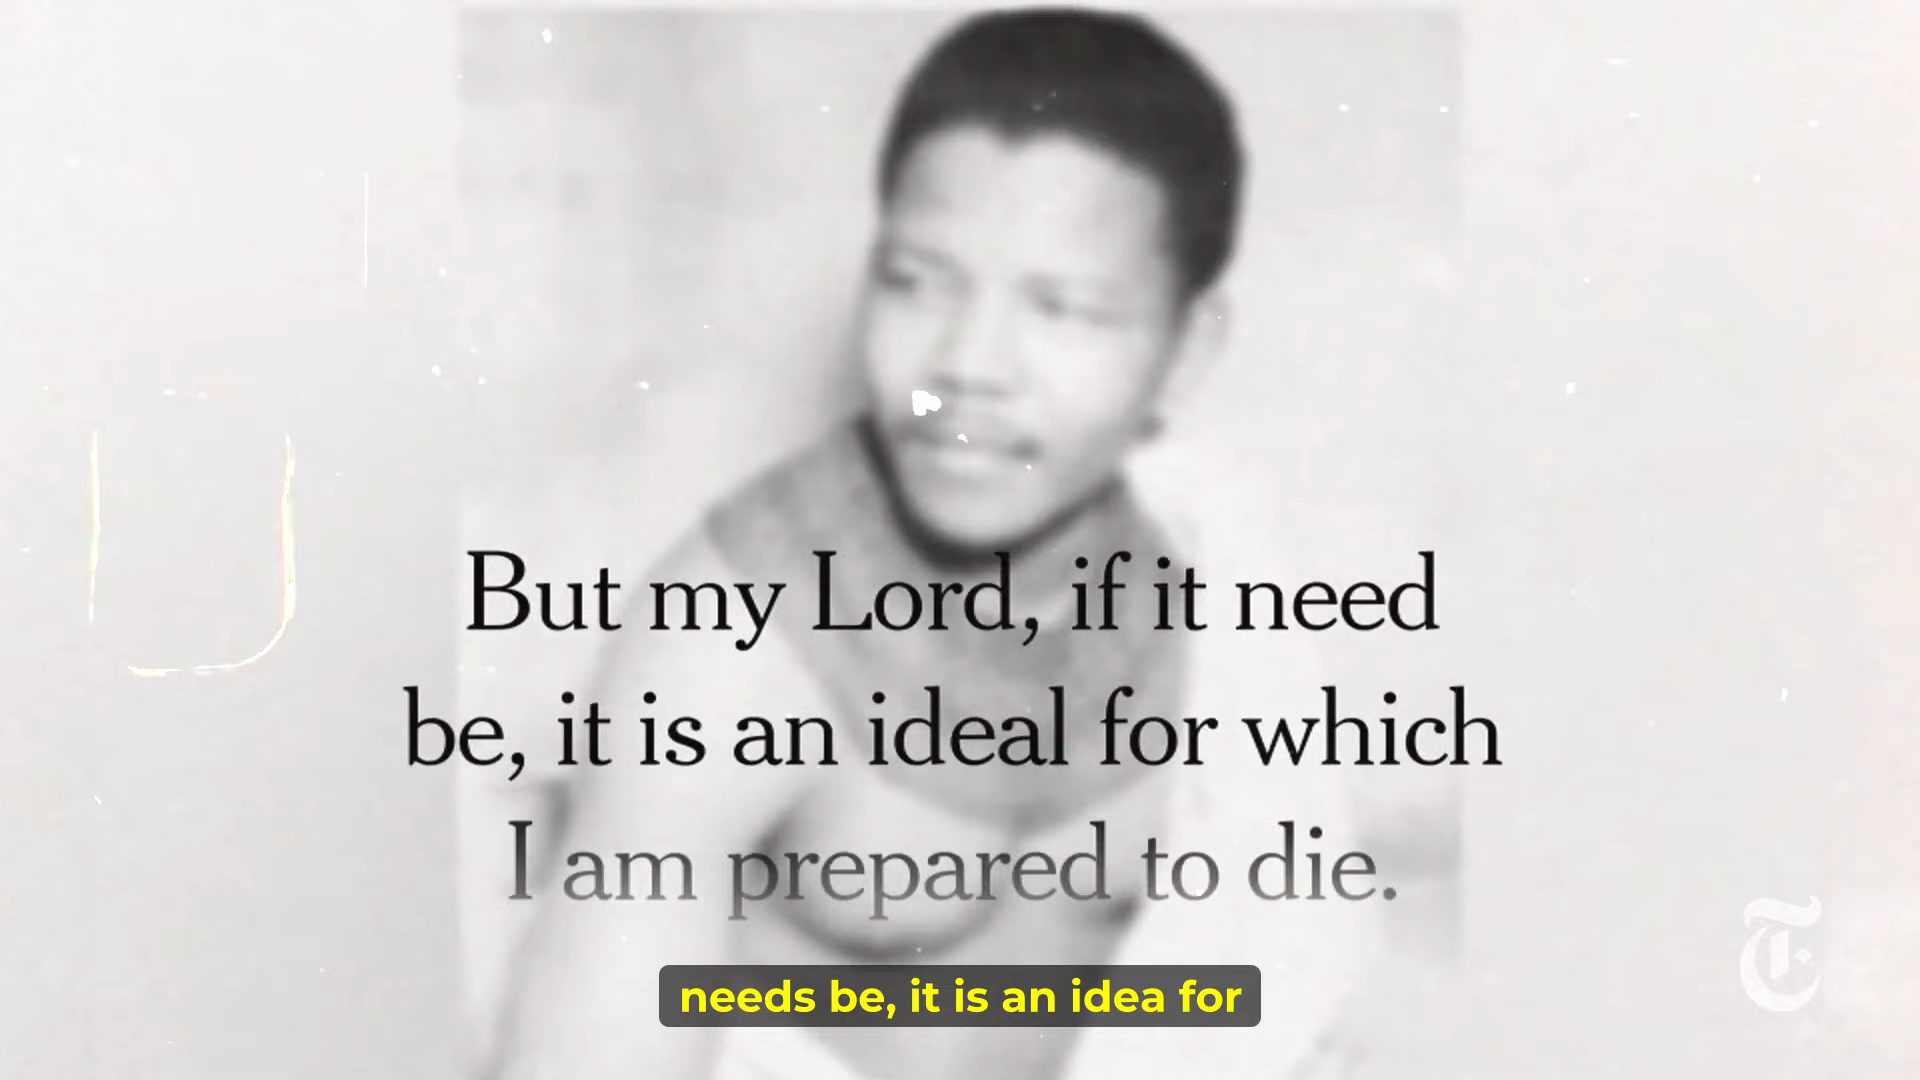 But my Lord, if it need
be, it is an ideal for which
I am prepared to die.
needs be, it is an idea for
T